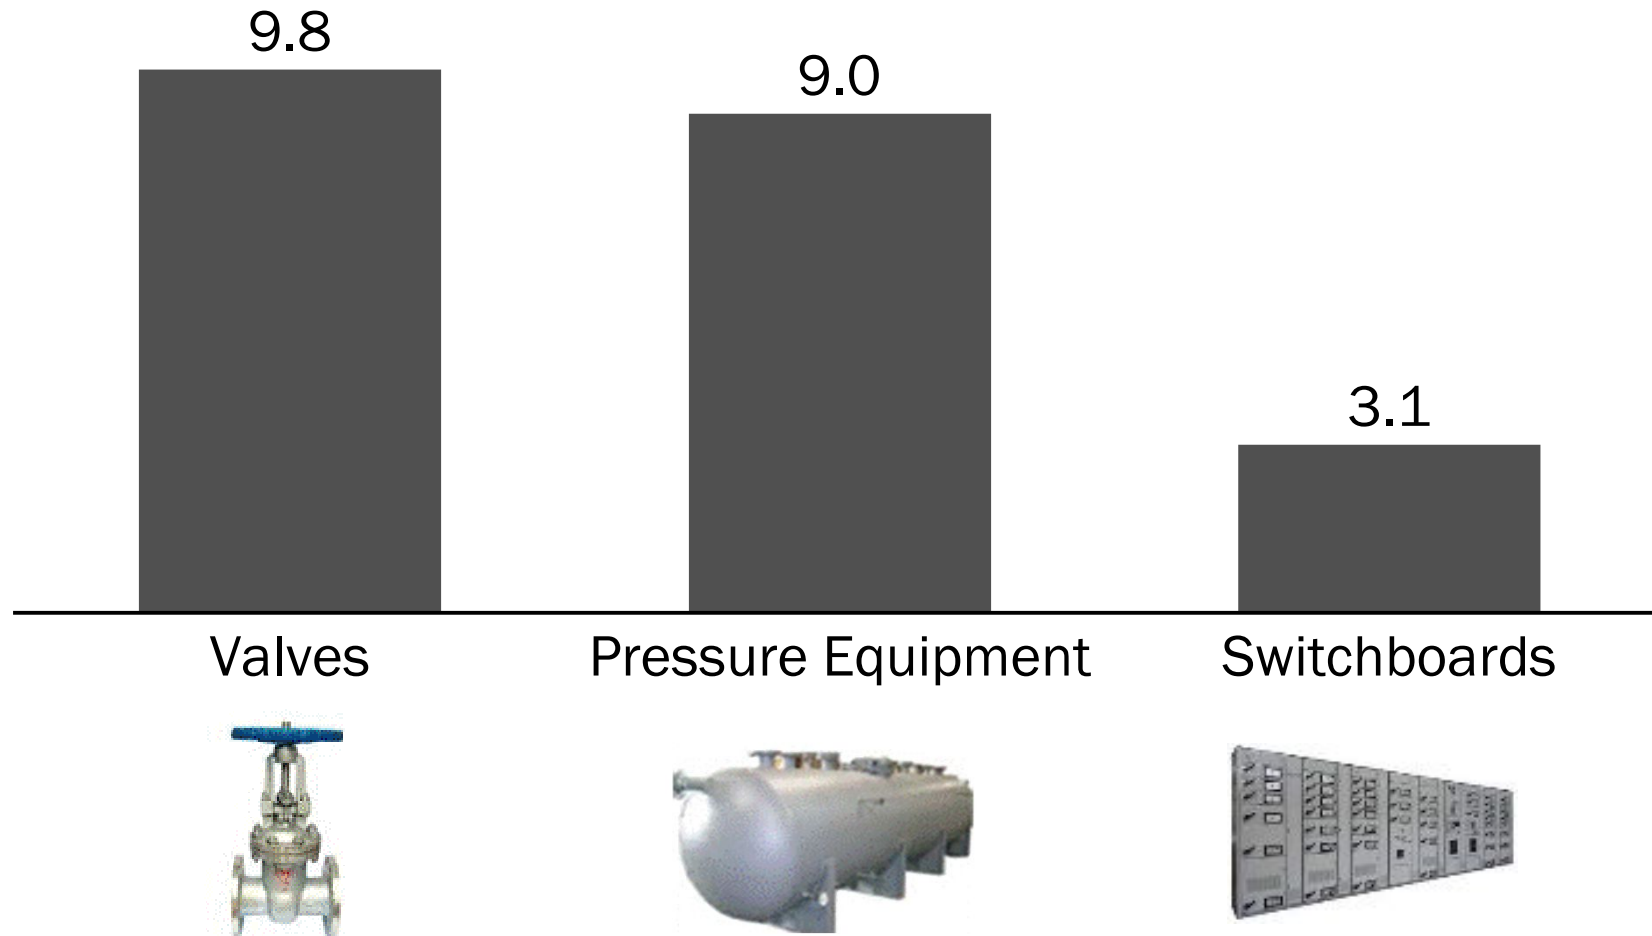 9.8
9.0
3.1
Valves
Pressure Equipment
Switchboards